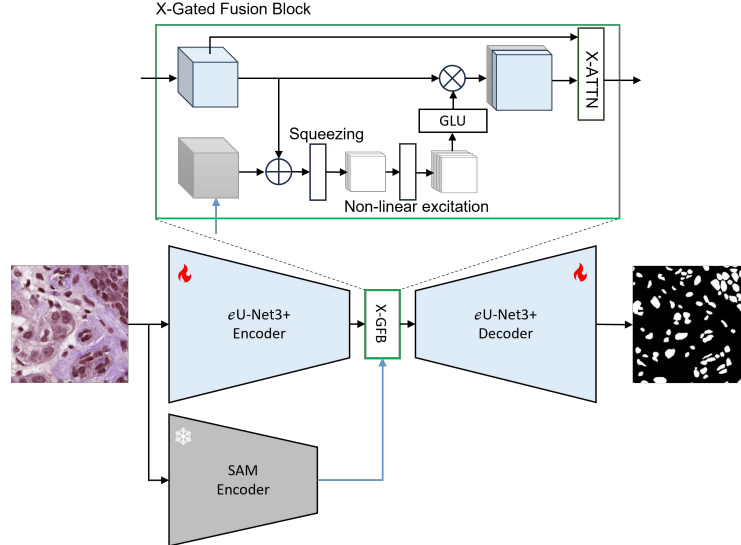 X-Gated Fusion Block
X-ATTN
GLU
Squeezing
Non-linear excitation
eU-Net3+
Encoder
X-GFB
eU-Net3+
Decoder
SAM
Encoder